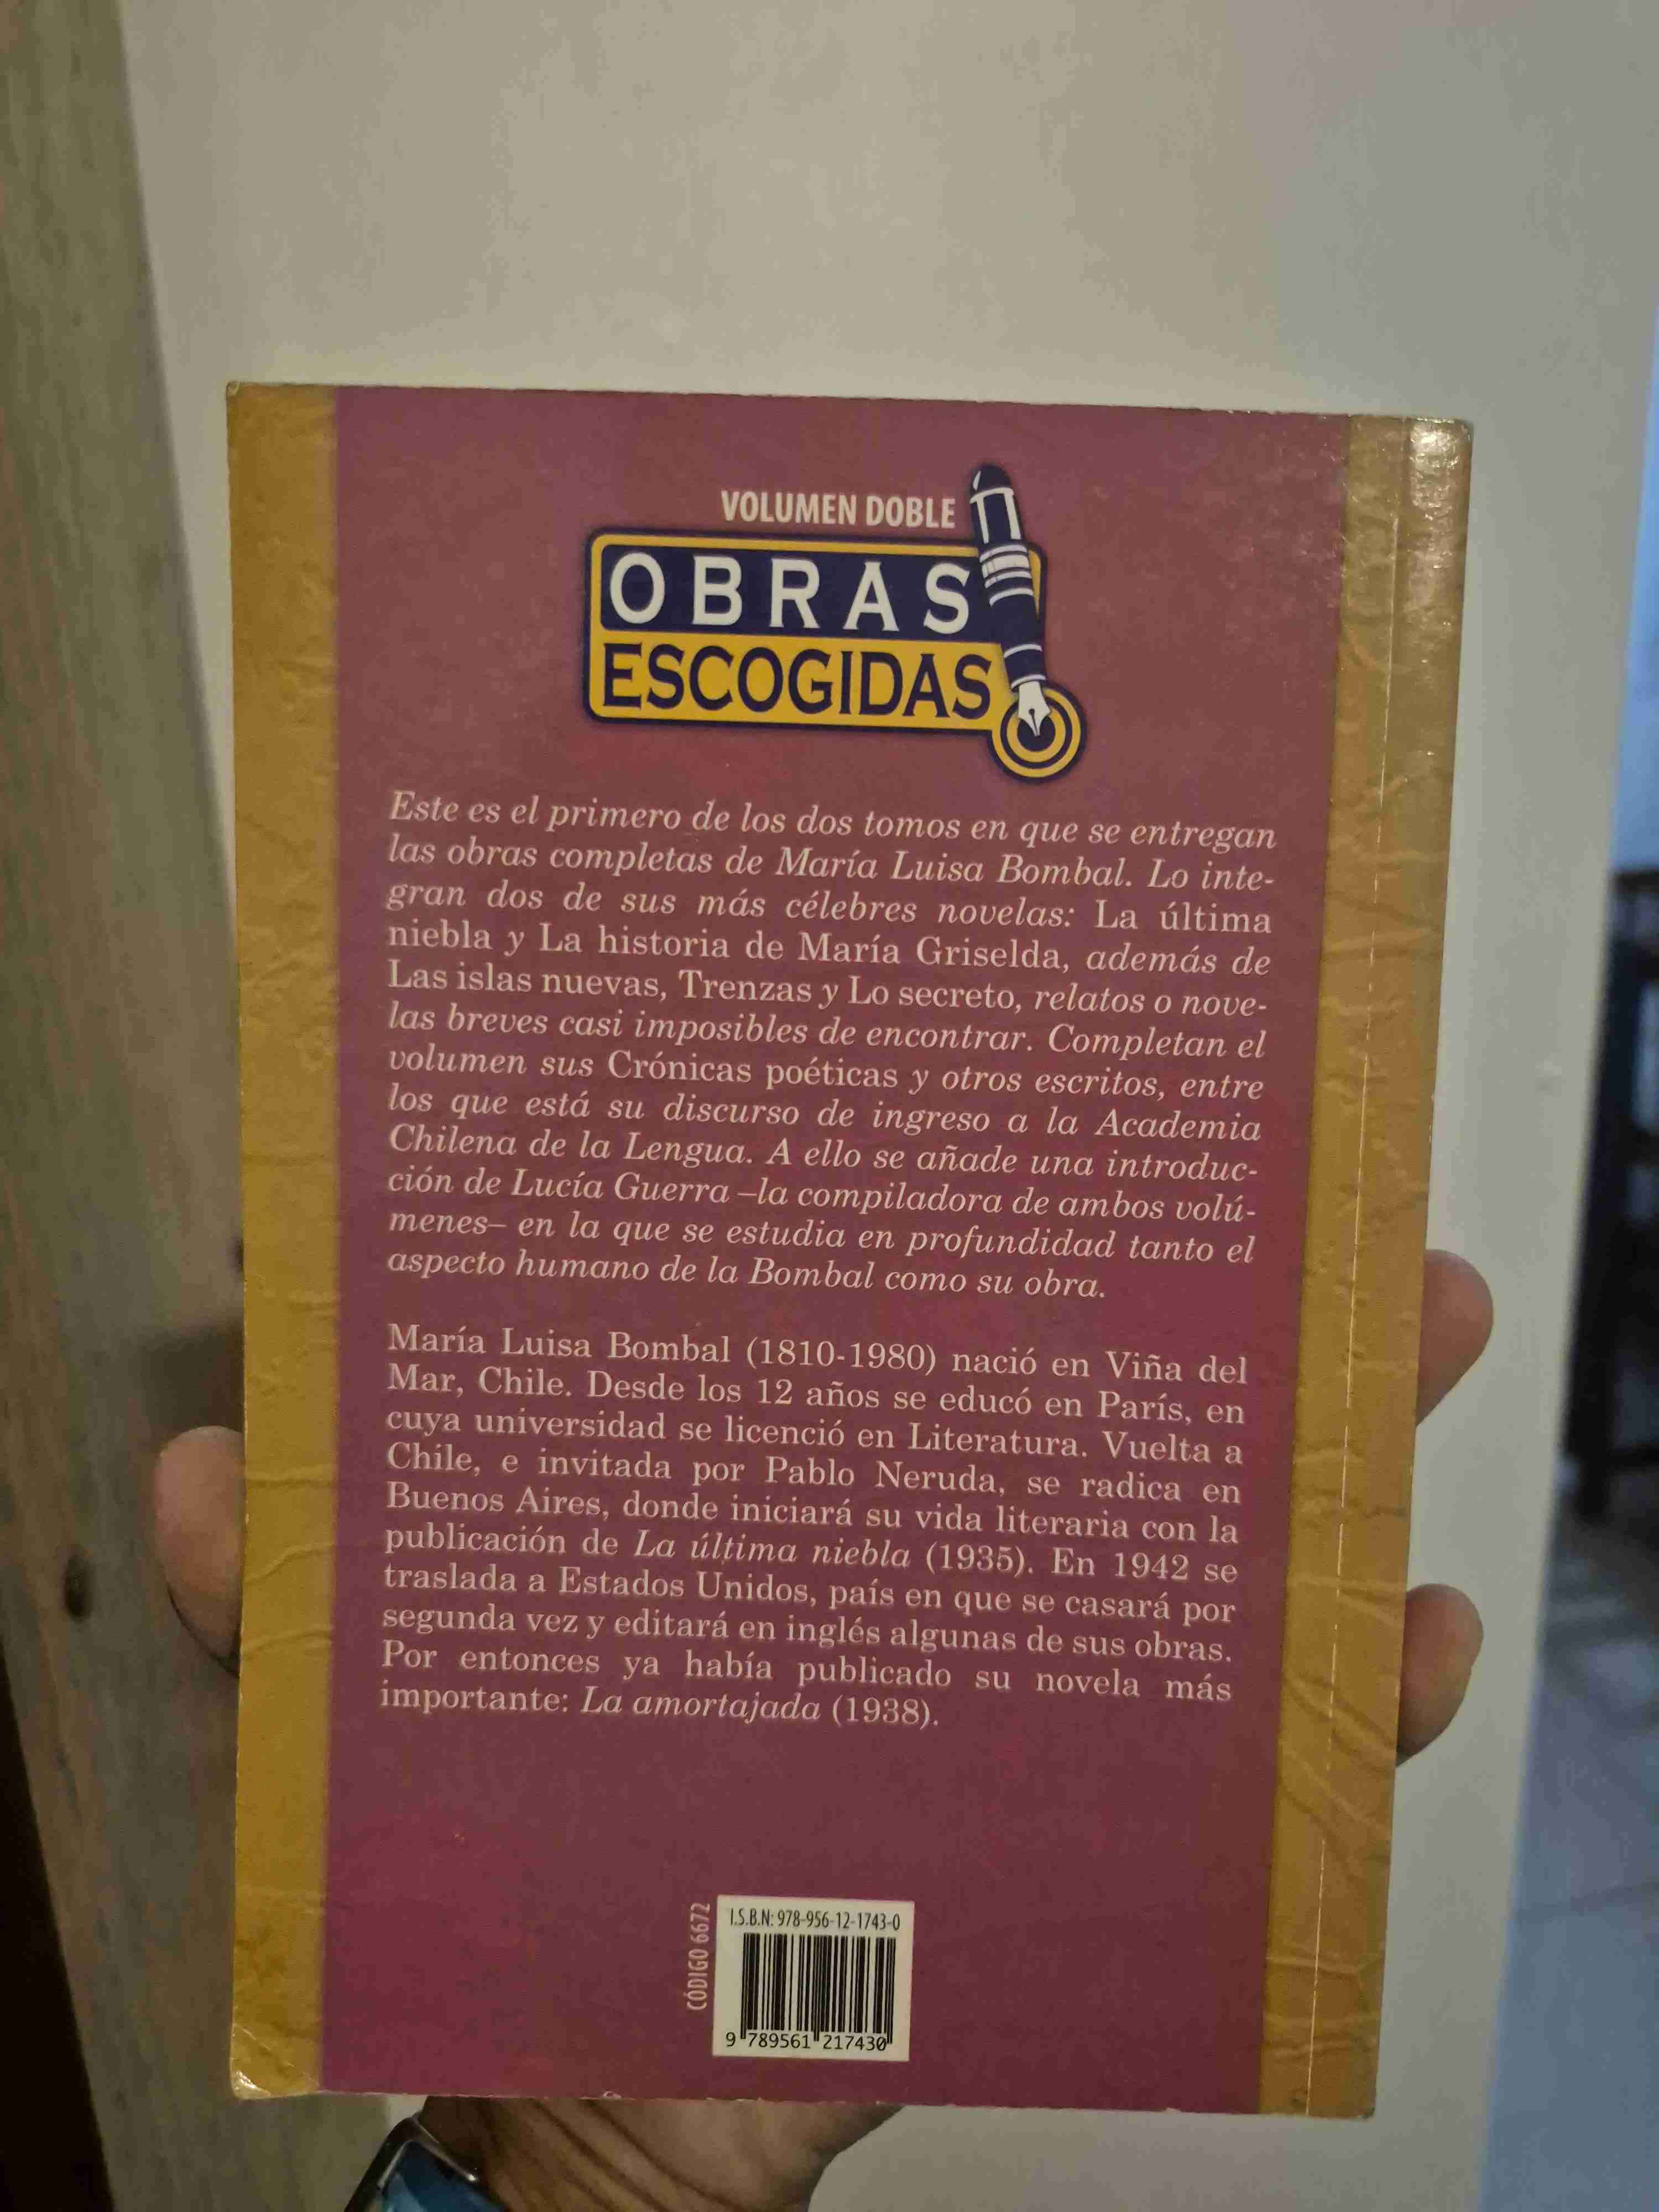 VOLUMEN DOBLE
OBRAS
ESCOGIDAS
Este es el primero de los dos tomos en que se entregan
las obras completas de María Luisa Bombal. Lo inte-
gran dos de sus más célebres novelas: La última
niebla y La historia de María Griselda, además de
Las islas nuevas, Trenzas y Lo secreto, relatos o nove-
las breves casi imposibles de encontrar. Completan el
volumen sus Crónicas poéticas y otros escritos, entre
los que está su discurso de ingreso a la Academia
Chilena de la Lengua. A ello se añade una introduc-
ción de Lucía Guerra –la compiladora de ambos volú-
menes– en la que se estudia en profundidad tanto el
aspecto humano de la Bombal como su obra.
María Luisa Bombal (1810-1980) nació en Viña del
Mar, Chile. Desde los 12 años se educó en París, en
cuya universidad se licenció en Literatura. Vuelta a
Chile, e invitada por Pablo Neruda, se radica en
Buenos Aires, donde iniciará su vida literaria con la
publicación de La última niebla (1935). En 1942 se
traslada a Estados Unidos, país en que se casará por
segunda vez y editará en inglés algunas de sus obras.
Por entonces ya había publicado su novela más
importante: La amortajada (1938).
CÓDIGO 6672
I.S.B.N: 978-956-12-1743-0
9 789561 217430